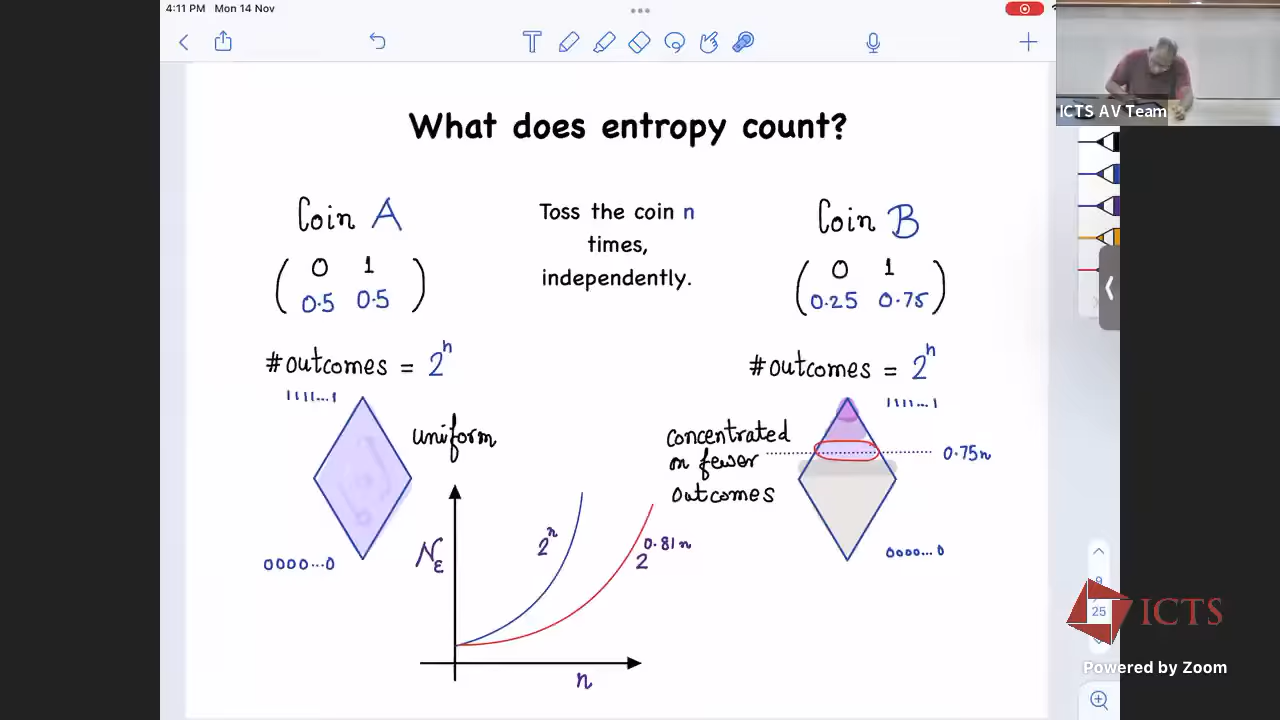 4:11 PM Mon 14 Nov
ICTS AV Team
What does entropy count?
Coin A
0 1
0.5 0.5
#outcomes = 2^n
1111...1
uniform
0000...0
Toss the coin n
times,
independently.
Coin B
0 1
0.25 0.75
#outcomes = 2^n
1111...1
concentrated
on fewer
outcomes
0.75n
0000...0
N_ε
2^n
2^0.81n
n
9
25
ICTS
Powered by Zoom